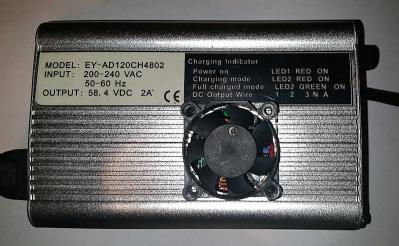 MODEL: EY-AD120CH4802
INPUT: 200-240 VAC
50-60 Hz
OUTPUT: 58.4 VDC 2A
CE
Charging Indicator
Power on LED1 RED ON
Charging mode LED2 RED ON
Full charged mode LED2 GREEN ON
DC Output Wire 1 2 3 N A